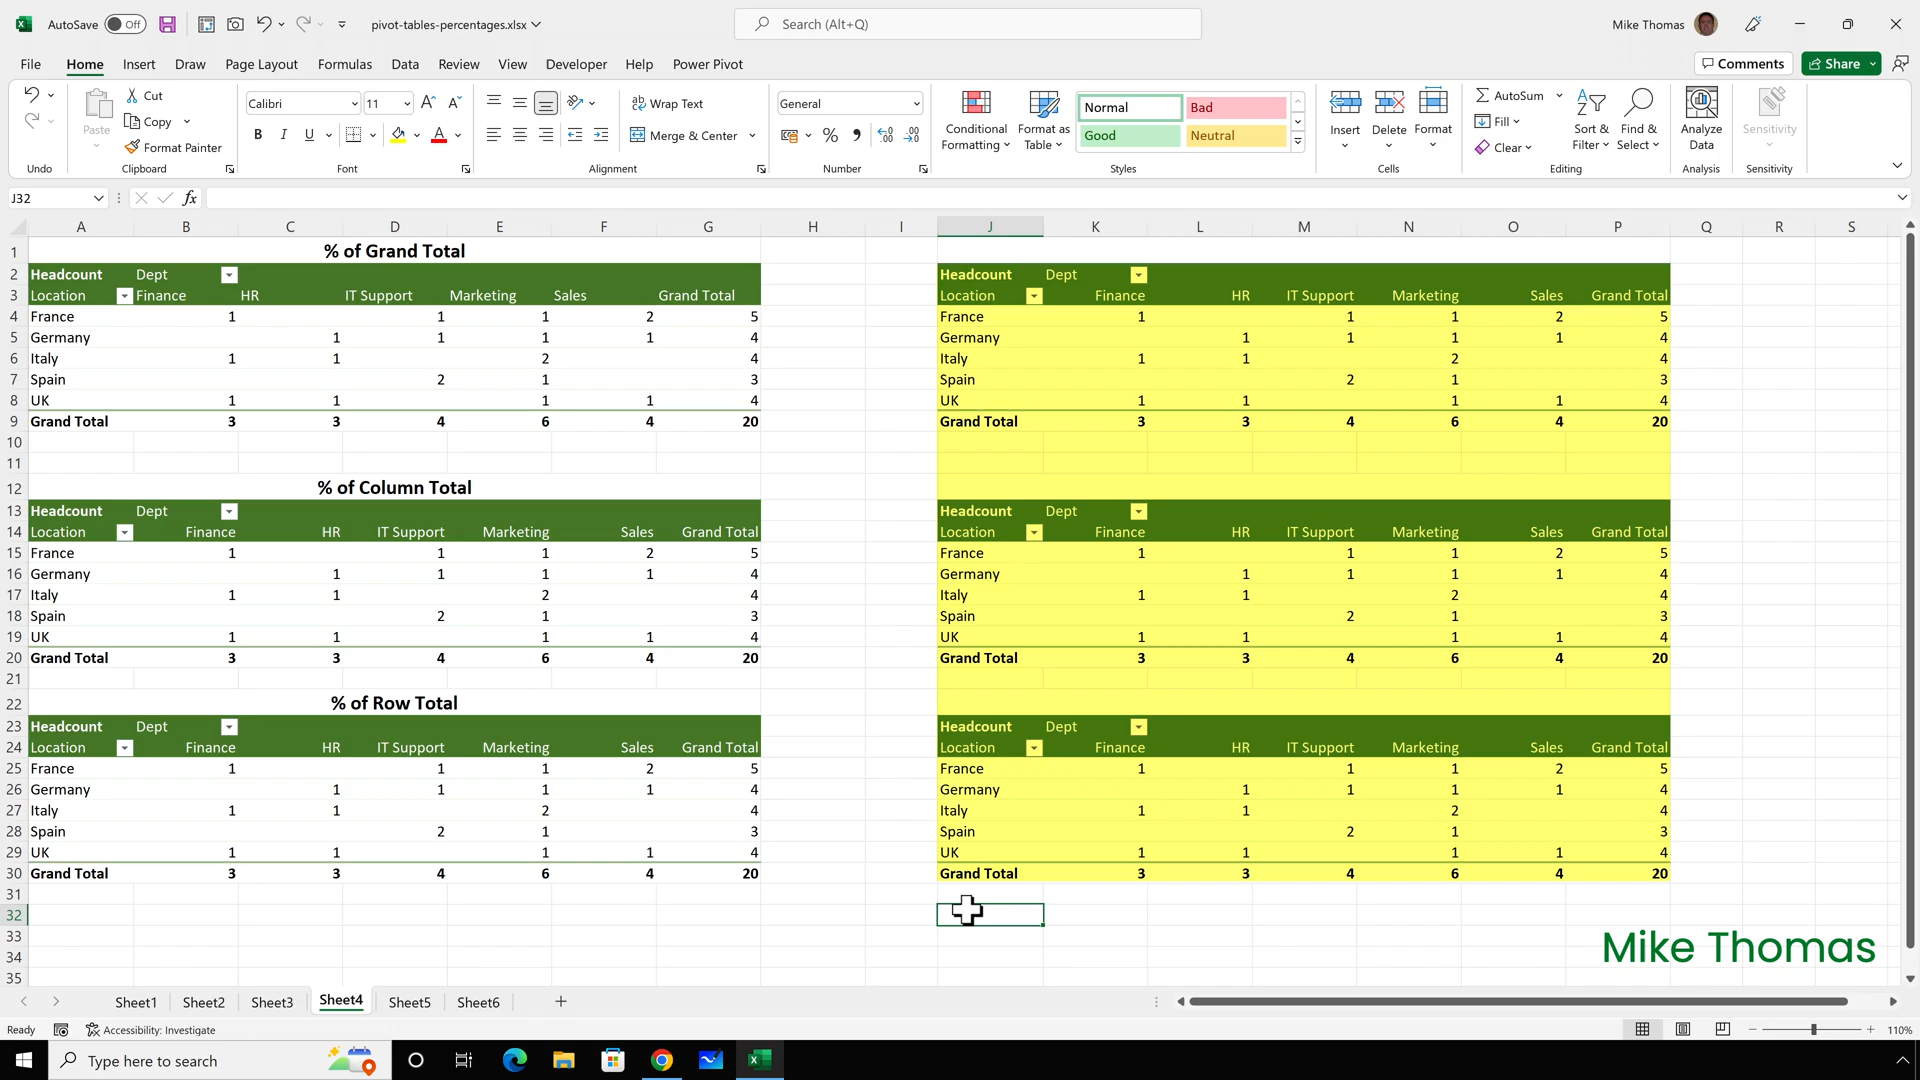 AutoSave Off pivot-tables-percentages.xlsx Search (Alt+Q) Mike Thomas
File Home Insert Draw Page Layout Formulas Data Review View Developer Help Power Pivot Comments Share
Cut Calibri 11 Wrap Text General Normal Bad AutoSum
Paste Copy B I U Merge & Center % Conditional Formatting Format as Table Good Neutral Insert Delete Format Fill Sort & Filter Find & Select Analyze Data Sensitivity
Format Painter Clear
Undo Clipboard Font Alignment Number Styles Cells Editing Analysis Sensitivity
J32 fx
A B C D E F G H I J K L M N O P Q R S
1 % of Grand Total
2 Headcount Dept Headcount Dept
3 Location Finance HR IT Support Marketing Sales Grand Total Location Finance HR IT Support Marketing Sales Grand Total
4 France 1 1 1 2 5 France 1 1 1 2 5
5 Germany 1 1 1 1 4 Germany 1 1 1 1 4
6 Italy 1 1 2 4 Italy 1 1 2 4
7 Spain 2 1 3 Spain 2 1 3
8 UK 1 1 1 1 4 UK 1 1 1 1 4
9 Grand Total 3 3 4 6 4 20 Grand Total 3 3 4 6 4 20
10
11
12 % of Column Total
13 Headcount Dept Headcount Dept
14 Location Finance HR IT Support Marketing Sales Grand Total Location Finance HR IT Support Marketing Sales Grand Total
15 France 1 1 1 2 5 France 1 1 1 2 5
16 Germany 1 1 1 1 4 Germany 1 1 1 1 4
17 Italy 1 1 2 4 Italy 1 1 2 4
18 Spain 2 1 3 Spain 2 1 3
19 UK 1 1 1 1 4 UK 1 1 1 1 4
20 Grand Total 3 3 4 6 4 20 Grand Total 3 3 4 6 4 20
21
22 % of Row Total
23 Headcount Dept Headcount Dept
24 Location Finance HR IT Support Marketing Sales Grand Total Location Finance HR IT Support Marketing Sales Grand Total
25 France 1 1 1 2 5 France 1 1 1 2 5
26 Germany 1 1 1 1 4 Germany 1 1 1 1 4
27 Italy 1 1 2 4 Italy 1 1 2 4
28 Spain 2 1 3 Spain 2 1 3
29 UK 1 1 1 1 4 UK 1 1 1 1 4
30 Grand Total 3 3 4 6 4 20 Grand Total 3 3 4 6 4 20
31
32
33
34
35
Mike Thomas
Sheet1 Sheet2 Sheet3 Sheet4 Sheet5 Sheet6
Ready Accessibility: Investigate 110%
Type here to search